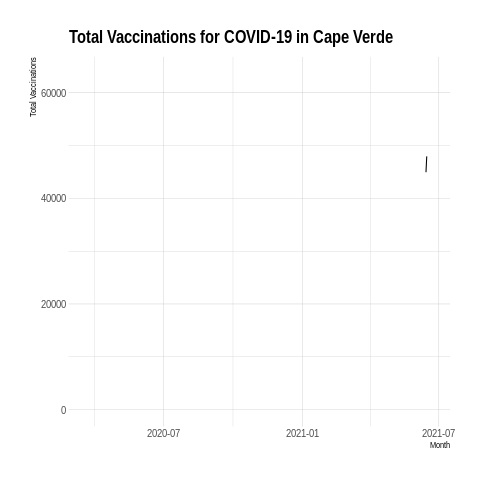 Total Vaccinations for COVID-19 in Cape Verde
Total Vaccinations
60000
40000
20000
0
2020-07 2021-01 2021-07
Month